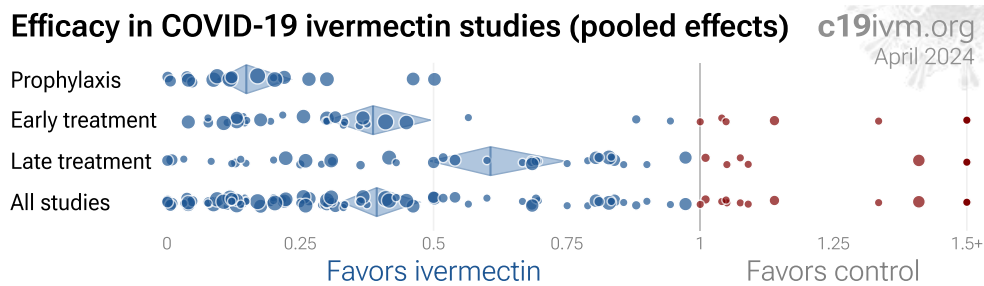 Efficacy in COVID-19 ivermectin studies (pooled effects)
c19ivm.org
April 2024
Prophylaxis
Early treatment
Late treatment
All studies
0 0.25 0.5 0.75 1 1.25 1.5+
Favors ivermectin Favors control